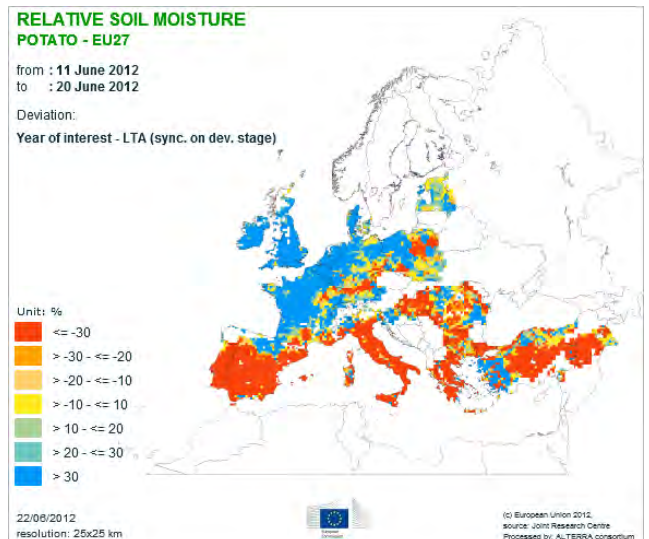 RELATIVE SOIL MOISTURE
POTATO - EU27
from : 11 June 2012
to : 20 June 2012
Deviation:
Year of interest - LTA (sync. on dev. stage)
Unit: %
<= -30
> -30 - <= -20
> -20 - <= -10
> -10 - <= 10
> 10 - <= 20
> 20 - <= 30
> 30
22/06/2012
resolution: 25x25 km
European
Commission
(c) European Union 2012,
source: Joint Research Centre
Processed by: ALTERRA consortium